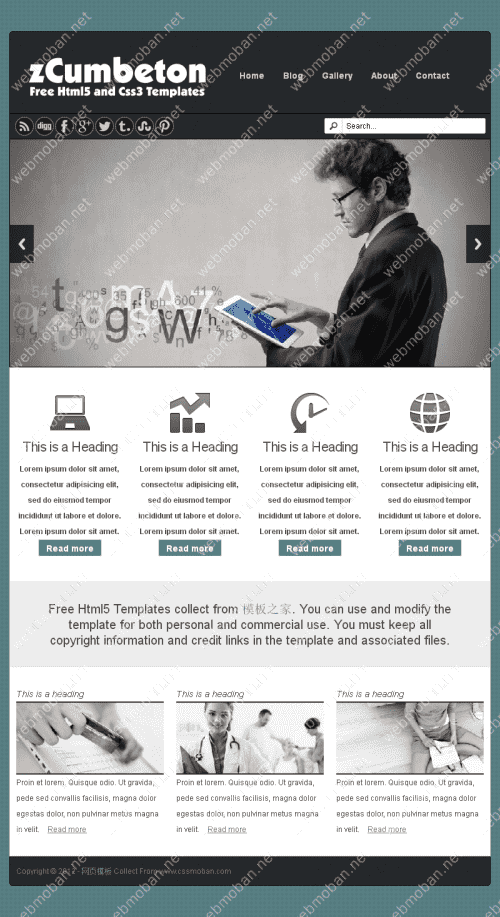 zCumbeton
Free Html5 and Css3 Templates
Home Blog Gallery About Contact
digg
Search...
This is a Heading
Lorem ipsum dolor sit amet,
consectetur adipisicing elit,
sed do eiusmod tempor
incididunt ut labore et dolore.
Lorem ipsum dolor sit amet.
Read more
This is a Heading
Lorem ipsum dolor sit amet,
consectetur adipisicing elit,
sed do eiusmod tempor
incididunt ut labore et dolore.
Lorem ipsum dolor sit amet.
Read more
This is a Heading
Lorem ipsum dolor sit amet,
consectetur adipisicing elit,
sed do eiusmod tempor
incididunt ut labore et dolore.
Lorem ipsum dolor sit amet.
Read more
This is a Heading
Lorem ipsum dolor sit amet,
consectetur adipisicing elit,
sed do eiusmod tempor
incididunt ut labore et dolore.
Lorem ipsum dolor sit amet.
Read more
Free Html5 Templates collect from 模板之家. You can use and modify the
template for both personal and commercial use. You must keep all
copyright information and credit links in the template and associated files.
This is a heading
Proin et lorem. Quisque odio. Ut gravida,
pede sed convallis facilisis, magna dolor
egestas dolor, non pulvinar metus magna
in velit. Read more
This is a heading
Proin et lorem. Quisque odio. Ut gravida,
pede sed convallis facilisis, magna dolor
egestas dolor, non pulvinar metus magna
in velit. Read more
This is a heading
Proin et lorem. Quisque odio. Ut gravida,
pede sed convallis facilisis, magna dolor
egestas dolor, non pulvinar metus magna
in velit. Read more
Copyright © 网页模板 Collect From www.cssmoban.com
webmoban.net